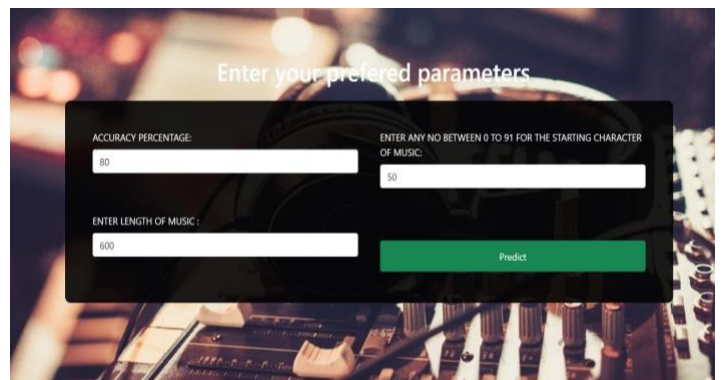 Enter your prefered parameters
ACCURACY PERCENTAGE:
80
ENTER ANY NO BETWEEN 0 TO 91 FOR THE STARTING CHARACTER
OF MUSIC:
50
ENTER LENGTH OF MUSIC :
600
Predict